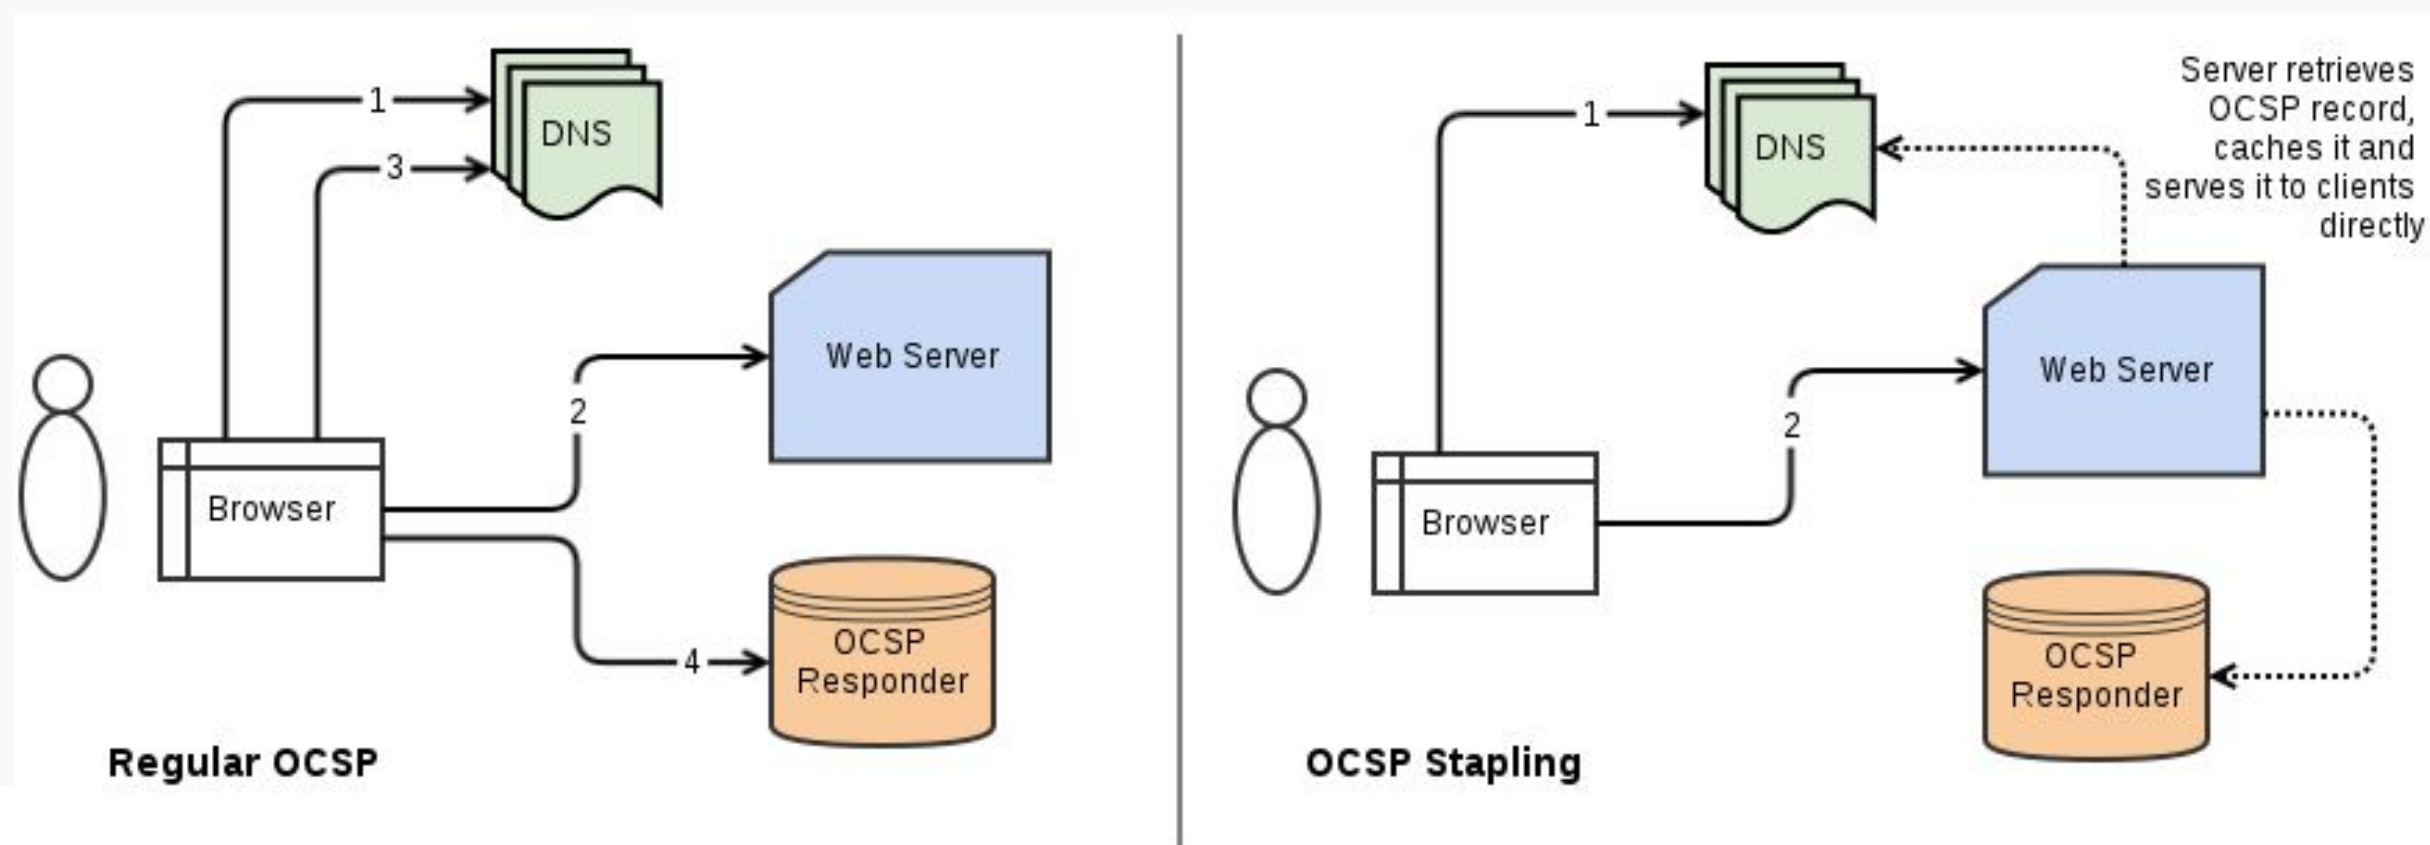 1
DNS
3
Web Server
2
Browser
OCSP
Responder
4
Regular OCSP
Server retrieves
OCSP record,
caches it and
serves it to clients
directly
1
DNS
Web Server
2
Browser
OCSP
Responder
OCSP Stapling